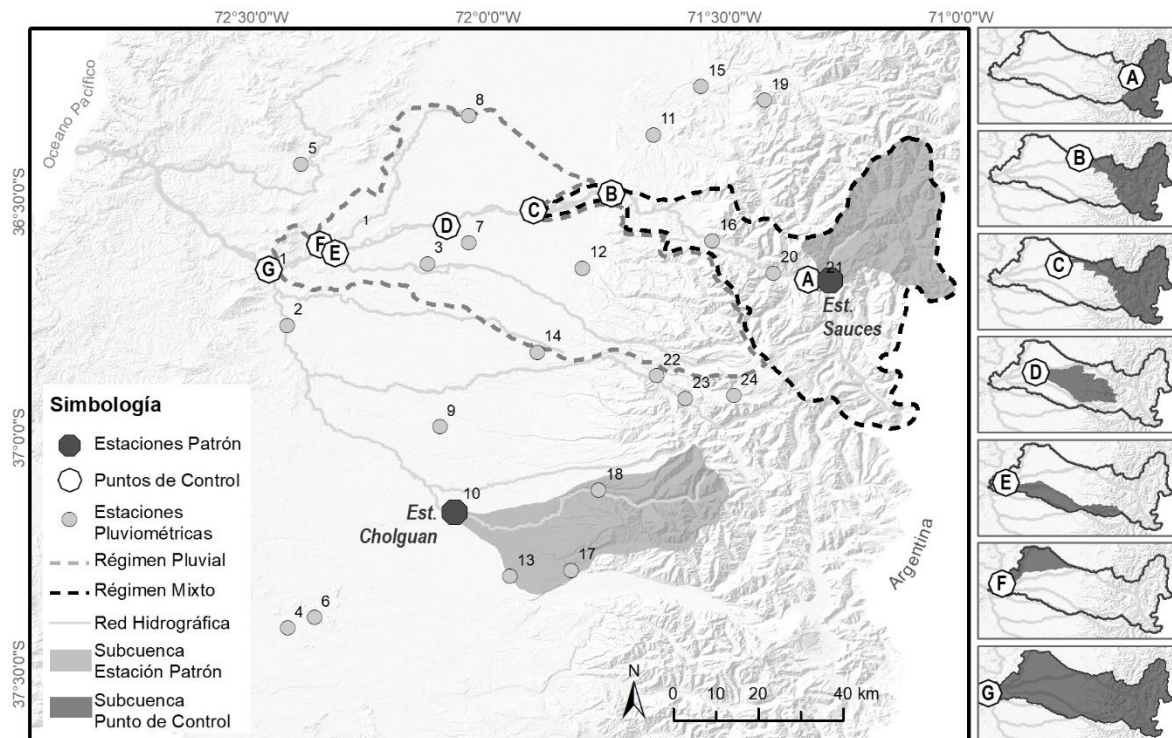 72°30'0"W
72°0'0"W
71°30'0"W
71°0'0"W
36°30'0"S
37°0'0"S
37°30'0"S
Oceano Pacífico
Argentina
15
19
8
11
5
B
C
1
D
16
F
E
7
12
3
20
21
G
1
A
Est.
Sauces
2
14
22
23
24
9
18
10
Est.
Cholguan
13
17
6
4
Simbología
Estaciones Patrón
Puntos de Control
Estaciones
Pluviométricas
Régimen Pluvial
Régimen Mixto
Red Hidrográfica
Subcuenca
Estación Patrón
Subcuenca
Punto de Control
N
0 10 20 40 km
A
B
C
D
E
F
G